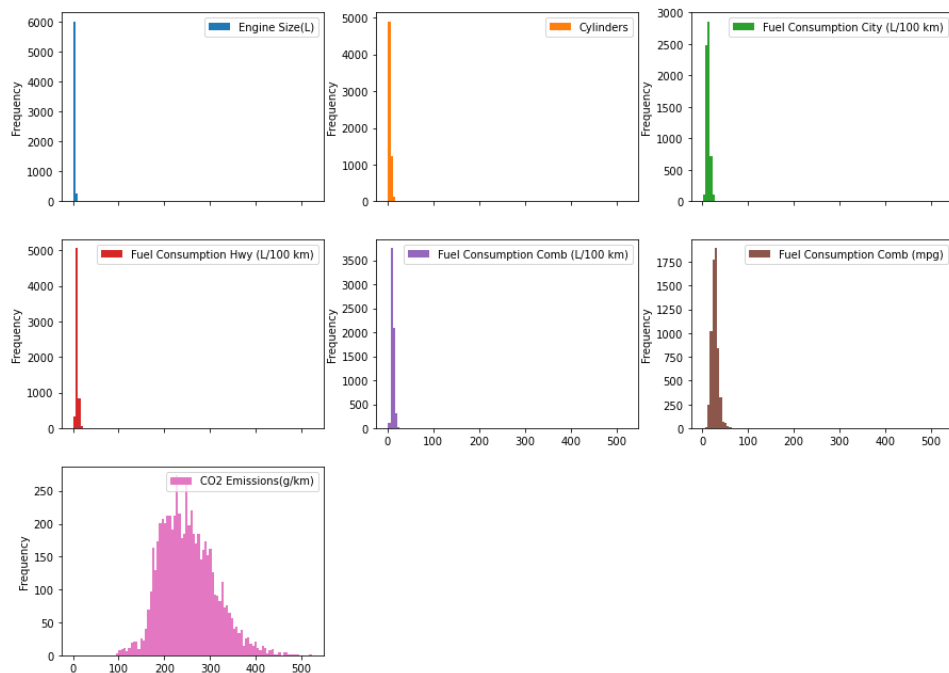 Engine Size(L)
6000
5000
4000
3000
2000
1000
0
Frequency
Cylinders
5000
4000
3000
2000
1000
0
Frequency
Fuel Consumption City (L/100 km)
3000
2500
2000
1500
1000
500
0
Frequency
Fuel Consumption Hwy (L/100 km)
5000
4000
3000
2000
1000
0
Frequency
Fuel Consumption Comb (L/100 km)
3500
3000
2500
2000
1500
1000
500
0
Frequency
0 100 200 300 400 500
Fuel Consumption Comb (mpg)
1750
1500
1250
1000
750
500
250
0
Frequency
0 100 200 300 400 500
CO2 Emissions(g/km)
250
200
150
100
50
0
Frequency
0 100 200 300 400 500